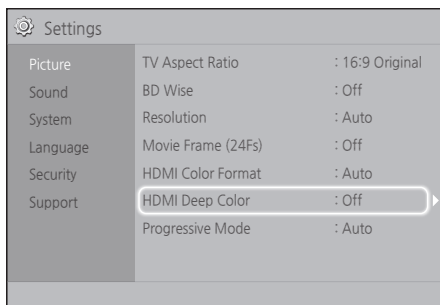 Settings
Picture
Sound
System
Language
Security
Support
TV Aspect Ratio : 16:9 Original
BD Wise : Off
Resolution : Auto
Movie Frame (24Fs) : Off
HDMI Color Format : Auto
HDMI Deep Color : Off
Progressive Mode : Auto